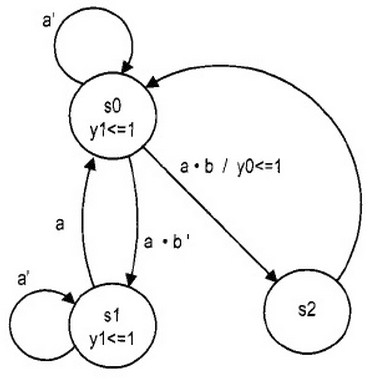 a'
s0
y1<=1
a • b / y0<=1
a
a • b '
a'
s1
y1<=1
s2